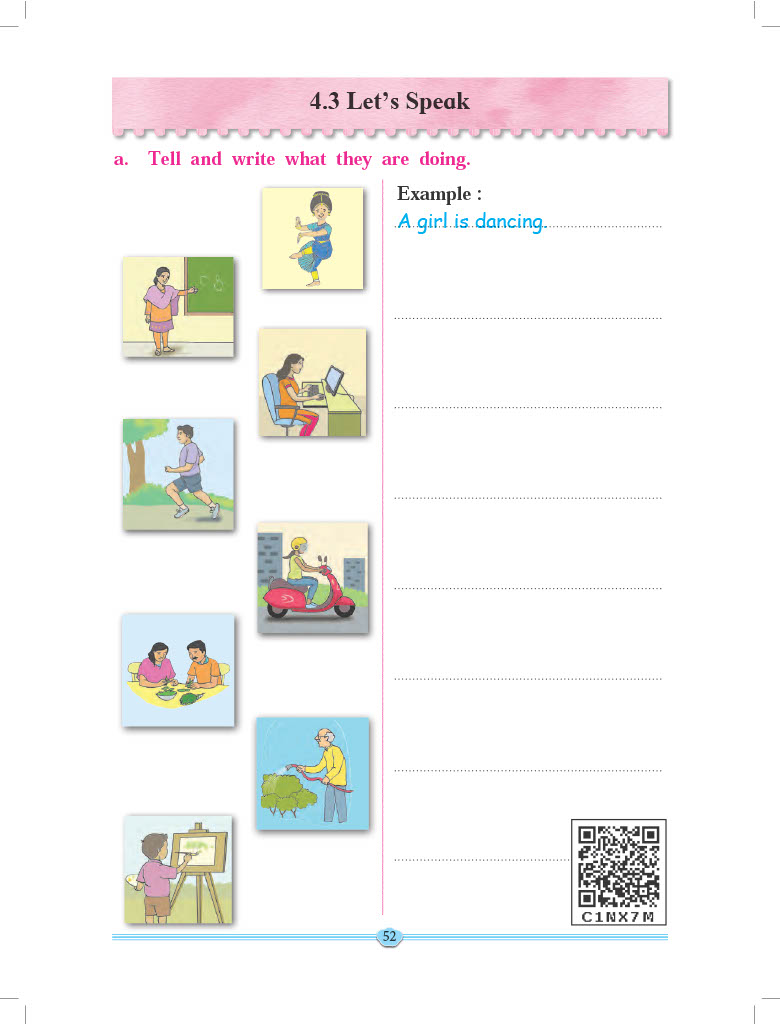 4.3 Let's Speak
a. Tell and write what they are doing.
Example :
A girl is dancing.
C1NX7M
52